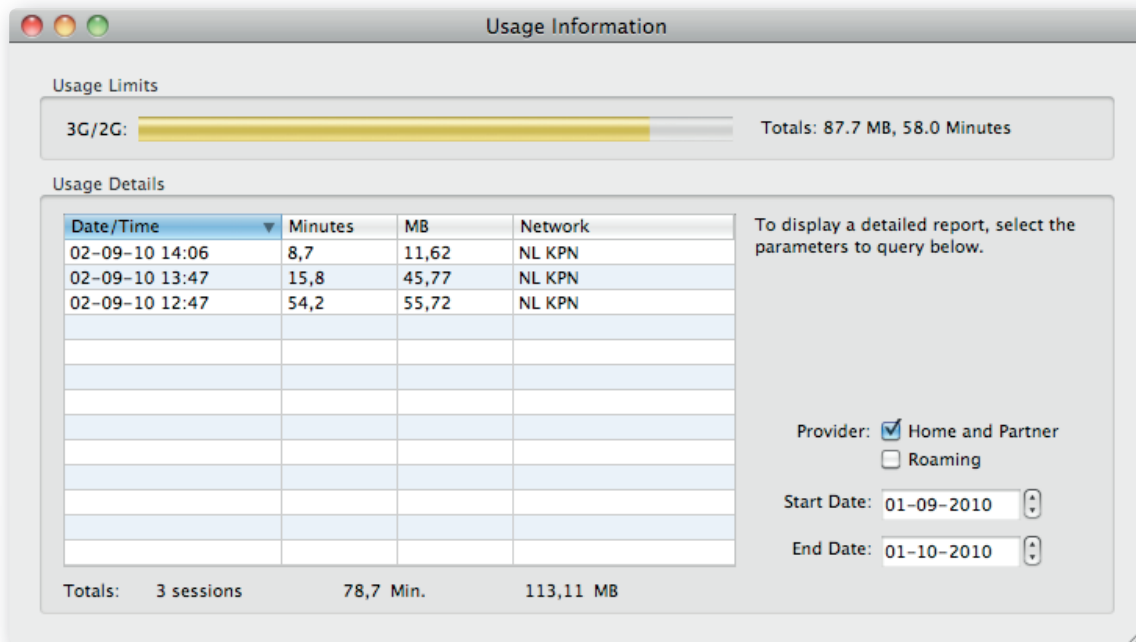 Usage Information
Usage Limits
3G/2G:
Totals: 87.7 MB, 58.0 Minutes
Usage Details
Date/Time Minutes MB Network
02-09-10 14:06 8,7 11,62 NL KPN
02-09-10 13:47 15,8 45,77 NL KPN
02-09-10 12:47 54,2 55,72 NL KPN
Totals: 3 sessions 78,7 Min. 113,11 MB
To display a detailed report, select the
parameters to query below.
Provider: Home and Partner
Roaming
Start Date: 01-09-2010
End Date: 01-10-2010